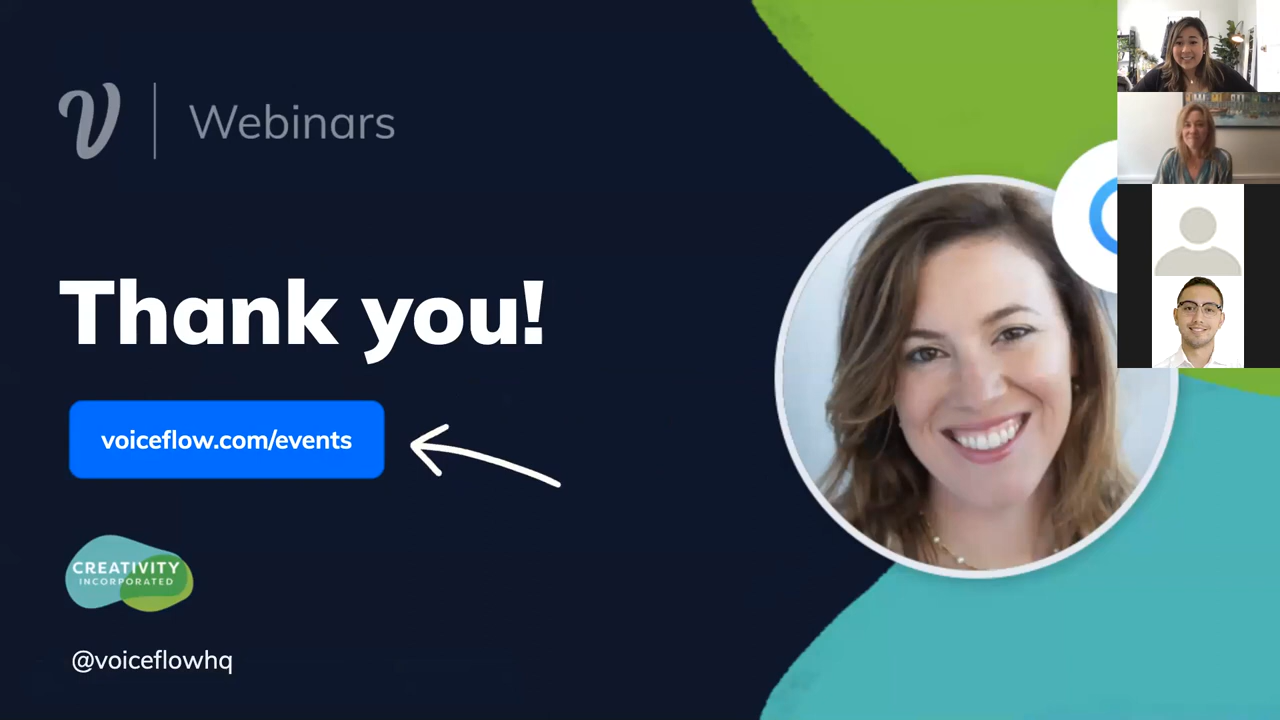 V | Webinars
Thank you!
voiceflow.com/events
CREATIVITY
INCORPORATED
@voiceflowhq